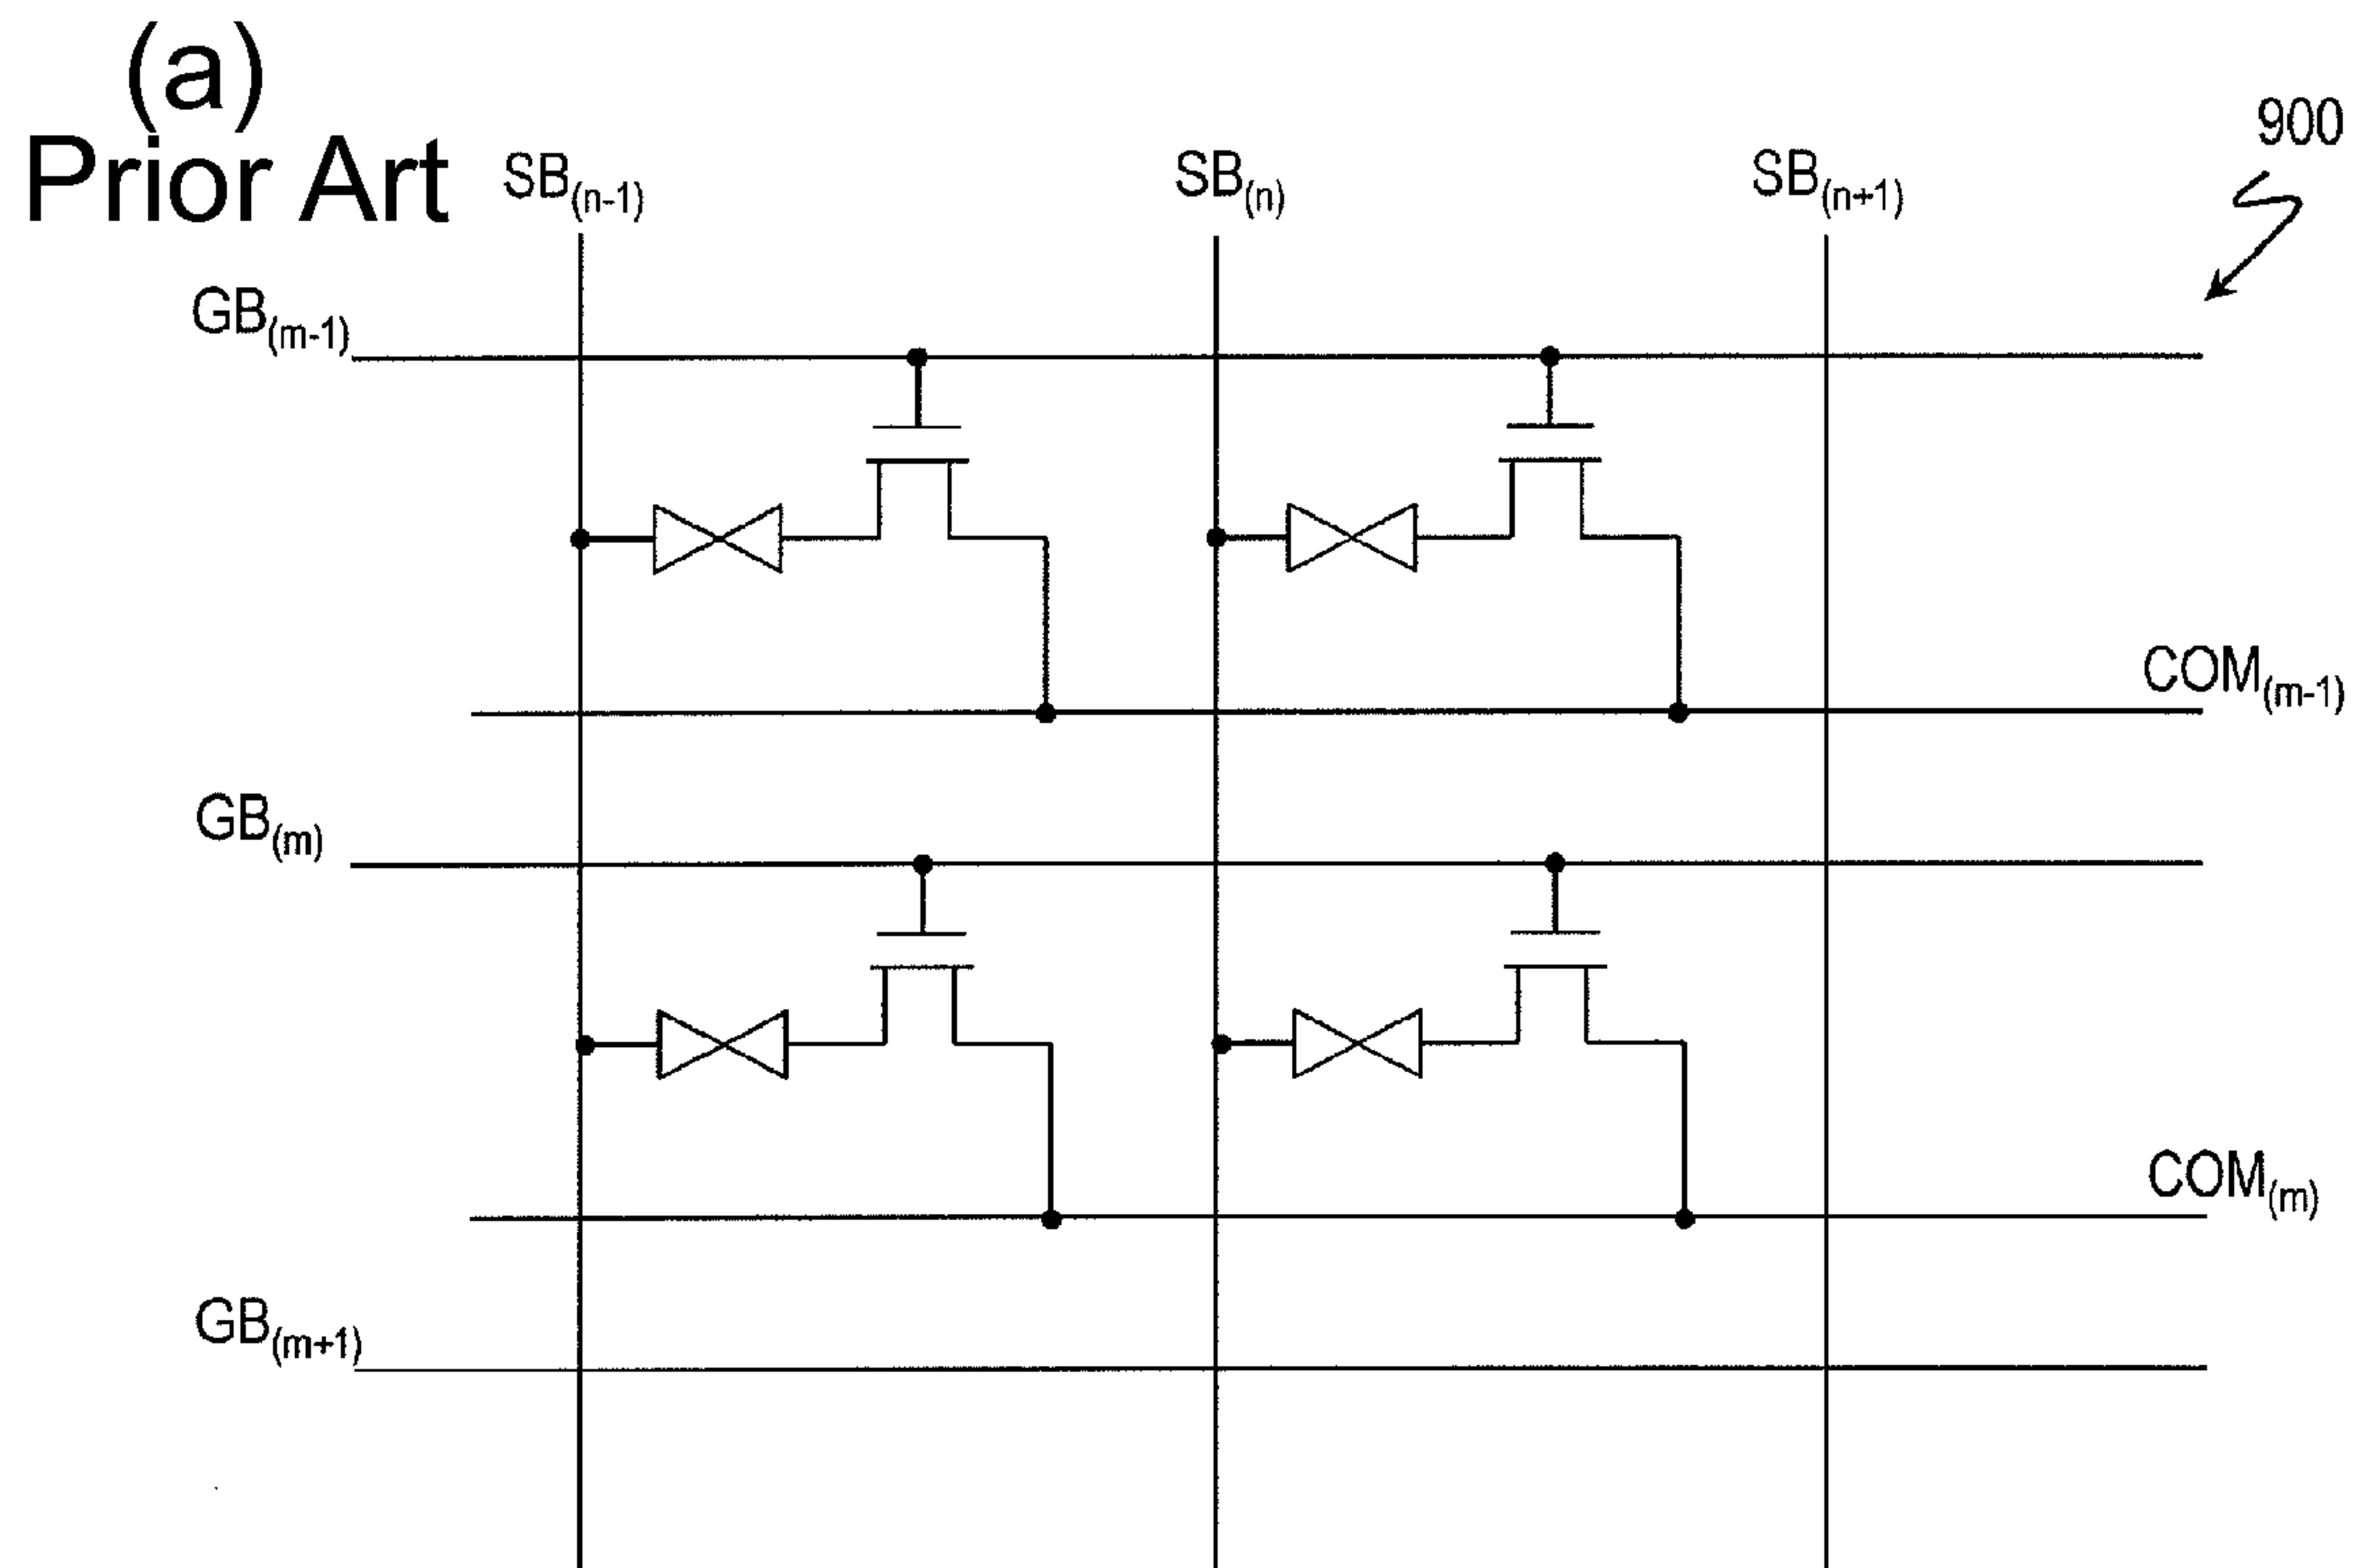 (a)
Prior Art
900
SB(n-1) SB(n) SB(n+1)
GB(m-1)
COM(m-1)
GB(m)
COM(m)
GB(m+1)